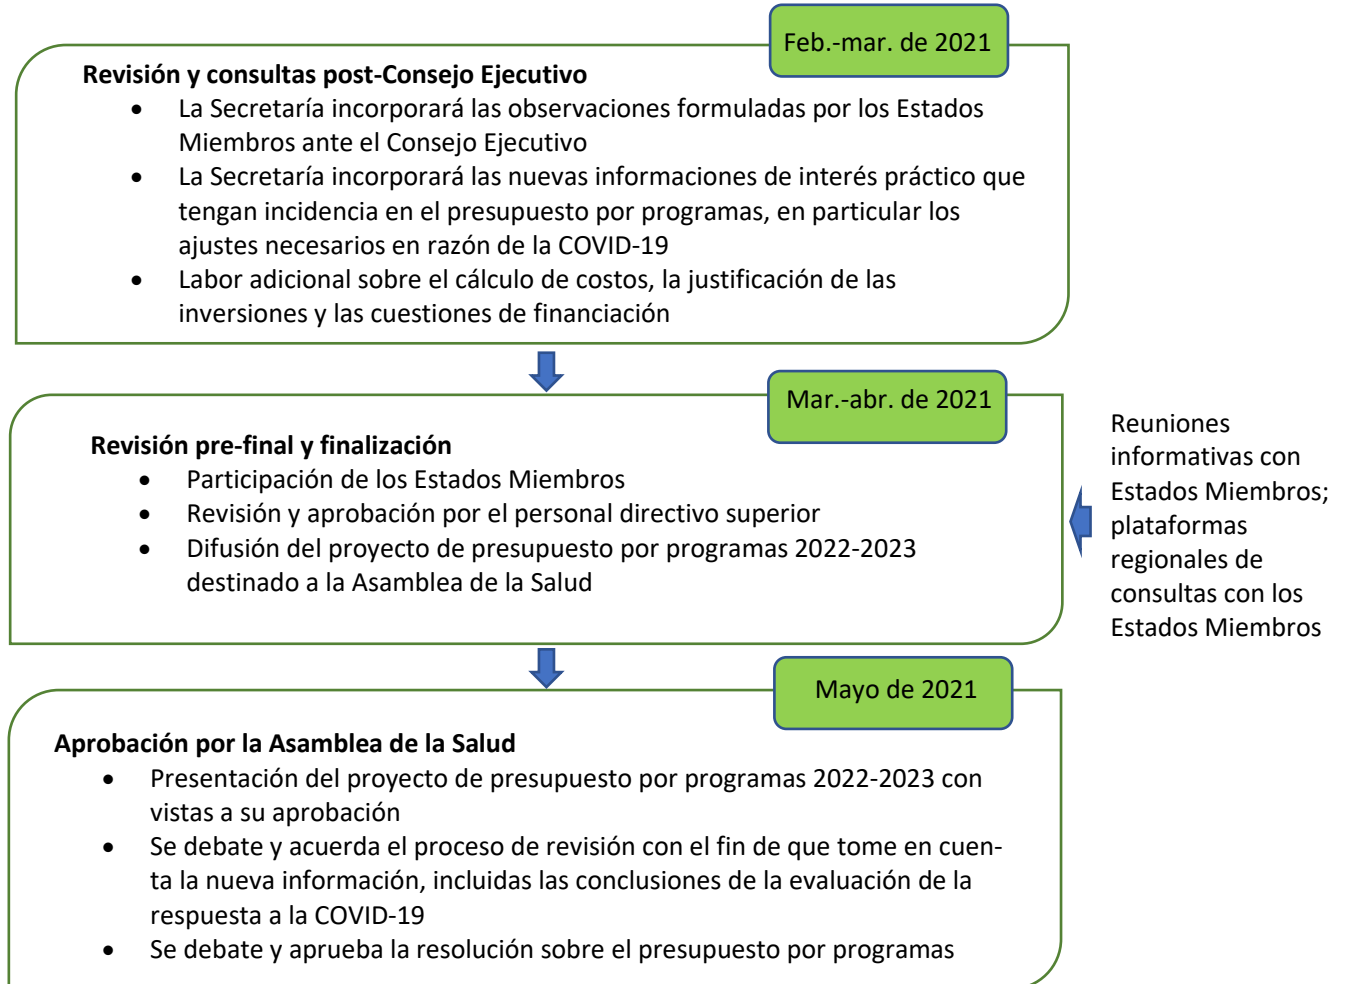 Feb.-mar. de 2021
Revisión y consultas post-Consejo Ejecutivo
• La Secretaría incorporará las observaciones formuladas por los Estados
Miembros ante el Consejo Ejecutivo
• La Secretaría incorporará las nuevas informaciones de interés práctico que
tengan incidencia en el presupuesto por programas, en particular los
ajustes necesarios en razón de la COVID-19
• Labor adicional sobre el cálculo de costos, la justificación de las
inversiones y las cuestiones de financiación
Mar.-abr. de 2021
Revisión pre-final y finalización
• Participación de los Estados Miembros
• Revisión y aprobación por el personal directivo superior
• Difusión del proyecto de presupuesto por programas 2022-2023
destinado a la Asamblea de la Salud
Reuniones
informativas con
Estados Miembros;
plataformas
regionales de
consultas con los
Estados Miembros
Mayo de 2021
Aprobación por la Asamblea de la Salud
• Presentación del proyecto de presupuesto por programas 2022-2023 con
vistas a su aprobación
• Se debate y acuerda el proceso de revisión con el fin de que tome en cuen-
ta la nueva información, incluidas las conclusiones de la evaluación de la
respuesta a la COVID-19
• Se debate y aprueba la resolución sobre el presupuesto por programas